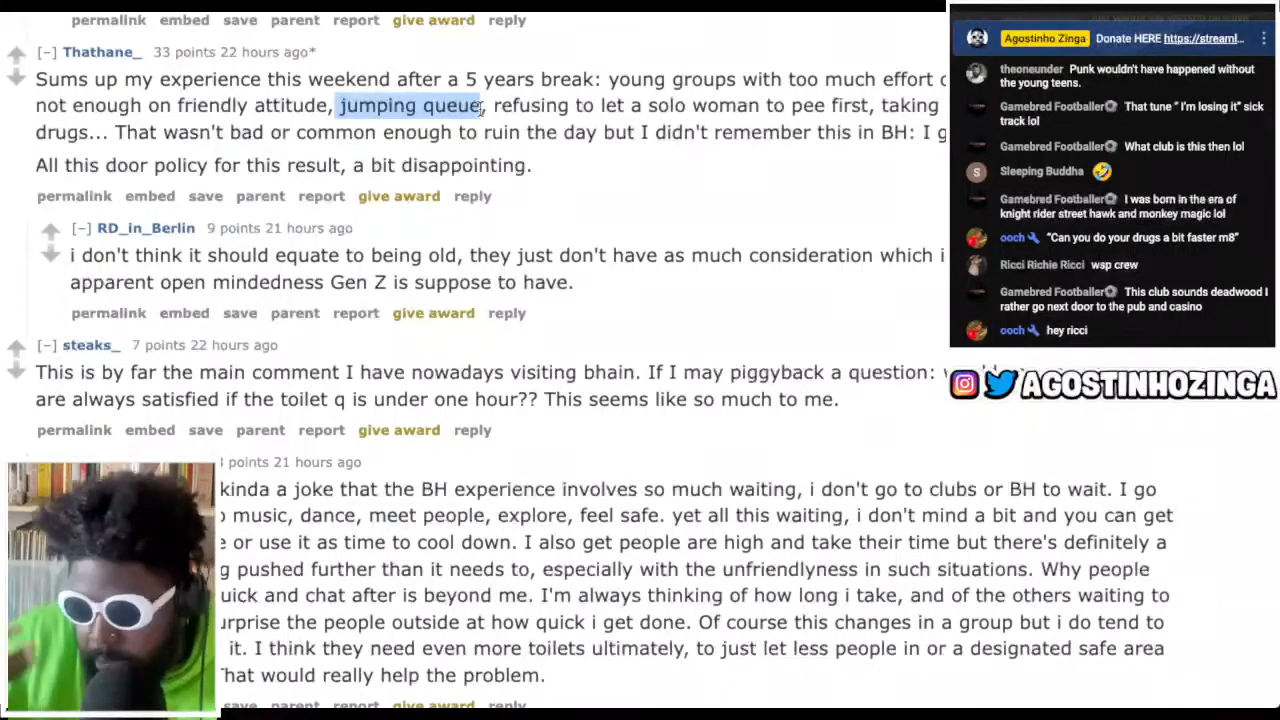 permalink embed save parent report give award reply
[-] Thathane_ 33 points 22 hours ago*
Sums up my experience this weekend after a 5 years break: young groups with too much effort
not enough on friendly attitude, jumping queue, refusing to let a solo woman to pee first, taking
drugs... That wasn't bad or common enough to ruin the day but I didn't remember this in BH: I
All this door policy for this result, a bit disappointing.
permalink embed save parent report give award reply
[-] RD_in_Berlin 9 points 21 hours ago
i don't think it should equate to being old, they just don't have as much consideration which i
apparent open mindedness Gen Z is suppose to have.
permalink embed save parent report give award reply
[-] steaks_ 7 points 22 hours ago
This is by far the main comment I have nowadays visiting bhain. If I may piggyback a question:
are always satisfied if the toilet q is under one hour?? This seems like so much to me.
permalink embed save parent report give award reply
points 21 hours ago
kinda a joke that the BH experience involves so much waiting, i don't go to clubs or BH to wait. I go
music, dance, meet people, explore, feel safe. yet all this waiting, i don't mind a bit and you can get
or use it as time to cool down. I also get people are high and take their time but there's definitely a
pushed further than it needs to, especially with the unfriendlyness in such situations. Why people
quick and chat after is beyond me. I'm always thinking of how long i take, and of the others waiting to
surprise the people outside at how quick i get done. Of course this changes in a group but i do tend to
it. I think they need even more toilets ultimately, to just let less people in or a designated safe area
That would really help the problem.
save parent report give award reply
Agostinho Zinga Donate HERE https://streaml...
theoneunder Punk wouldn't have happened without
the young teens.
Gamebred Footballer⚽ That tune " I'm losing it" sick
track lol
Gamebred Footballer⚽ What club is this then lol
S Sleeping Buddha 🤣
Gamebred Footballer⚽ I was born in the era of
knight rider street hawk and monkey magic lol
ooch "Can you do your drugs a bit faster m8"
Ricci Richie Ricci wsp crew
Gamebred Footballer⚽ This club sounds deadwood I
rather go next door to the pub and casino
ooch hey ricci
AGOSTINHOZINGA